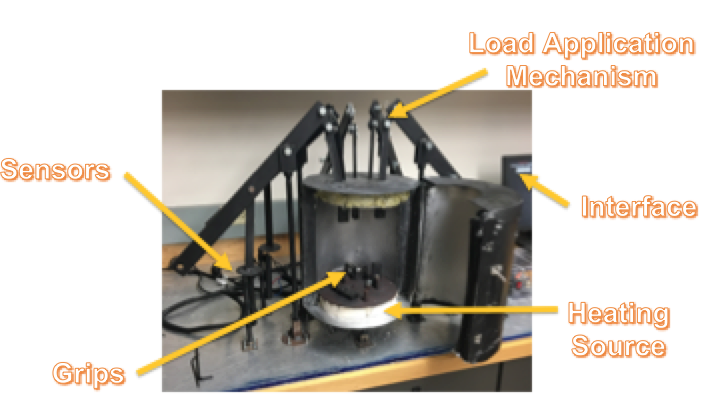 Load Application
Mechanism
Sensors
Interface
Heating
Source
Grips